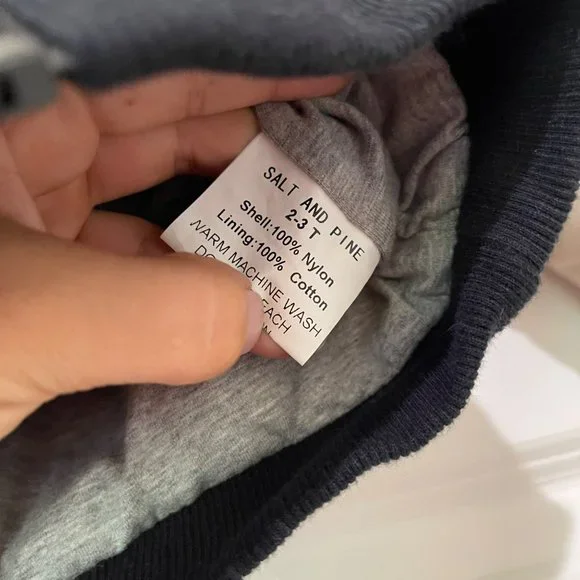 SALT AND PINE
2-3 T
Shell:100% Nylon
Lining:100% Cotton
WARM MACHINE WASH